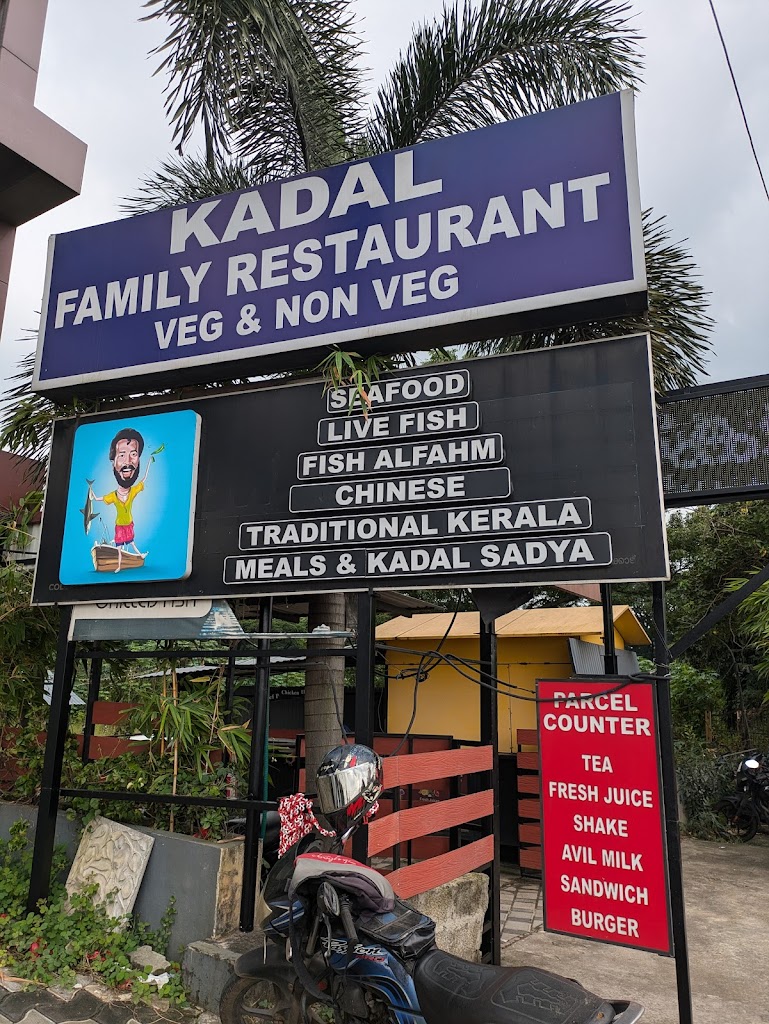 KADAL
FAMILY RESTAURANT
VEG & NON VEG
SEAFOOD
LIVE FISH
FISH ALFAHM
CHINESE
TRADITIONAL KERALA
MEALS & KADAL SADYA
PARCEL
COUNTER
TEA
FRESH JUICE
SHAKE
AVIL MILK
SANDWICH
BURGER